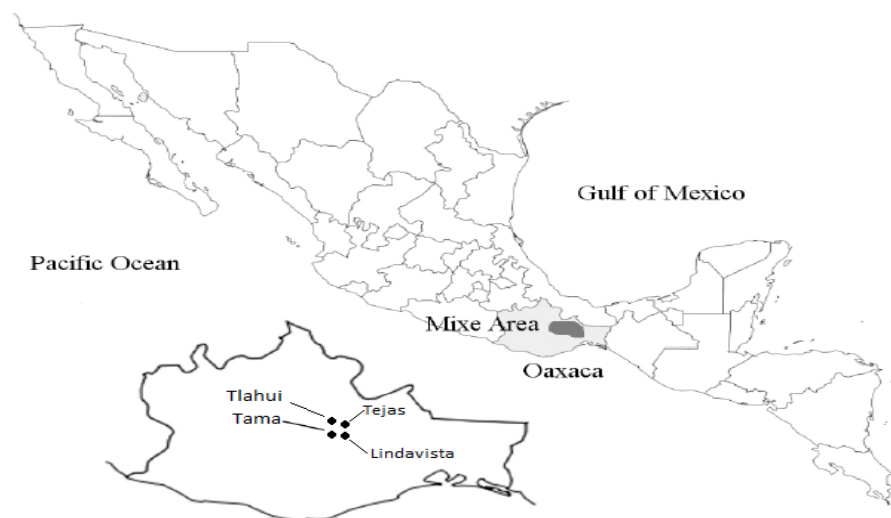 Gulf of Mexico
Pacific Ocean
Mixe Area
Oaxaca
Tlahui
Tejas
Tama
Lindavista